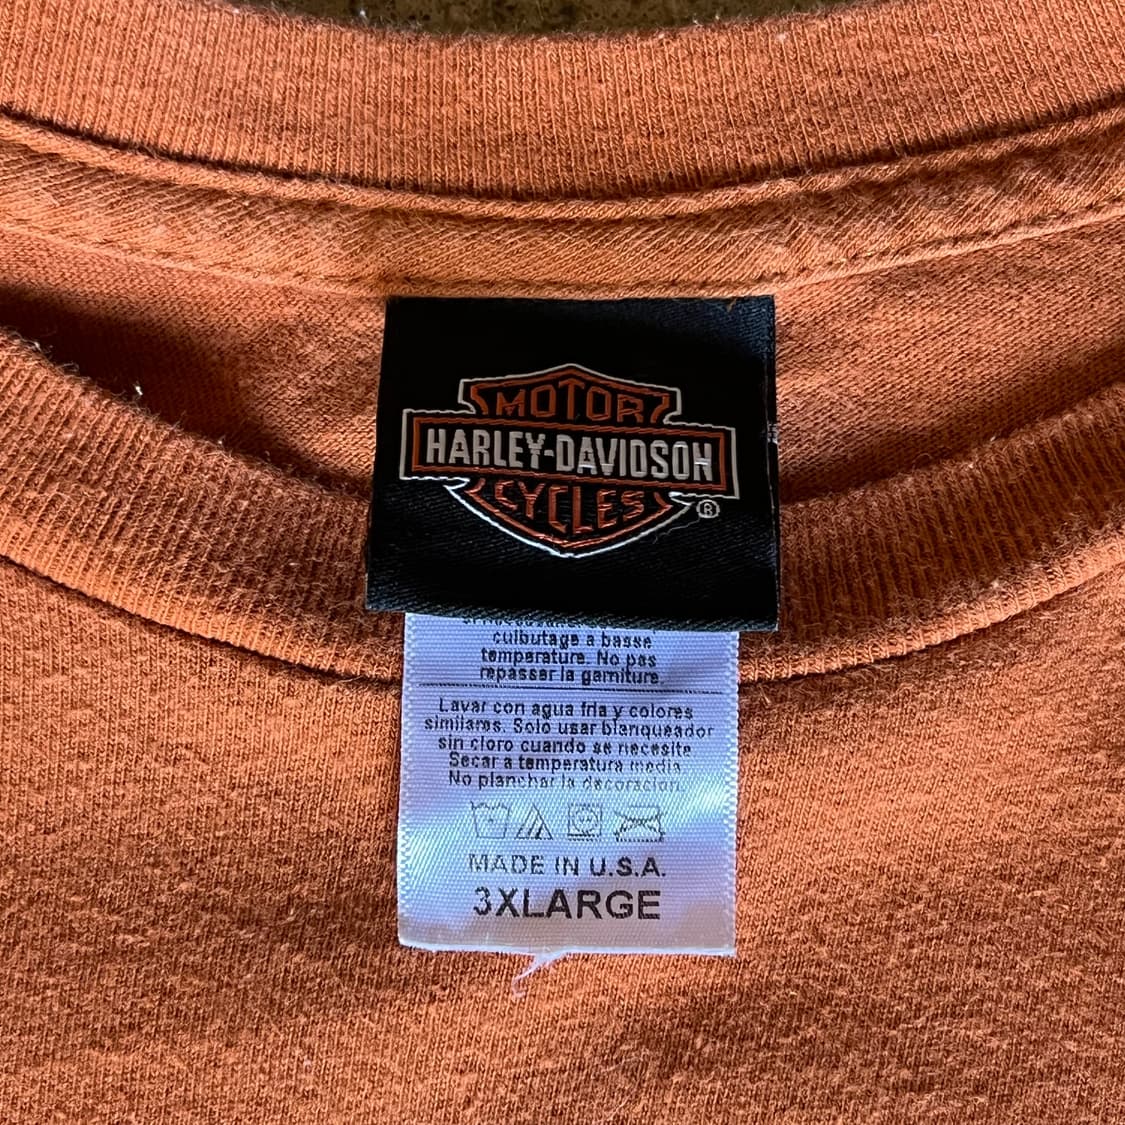 MOTOR
HARLEY-DAVIDSON
CYCLES
®
culbutage a basse
temperature. No pas
repasser la garniture.
Lavar con agua fria y colores
similares. Solo usar blanqueador
sin cloro cuando se necesite
Secar a temperatura media
No planchar la decoracion.
MADE IN U.S.A.
3XLARGE